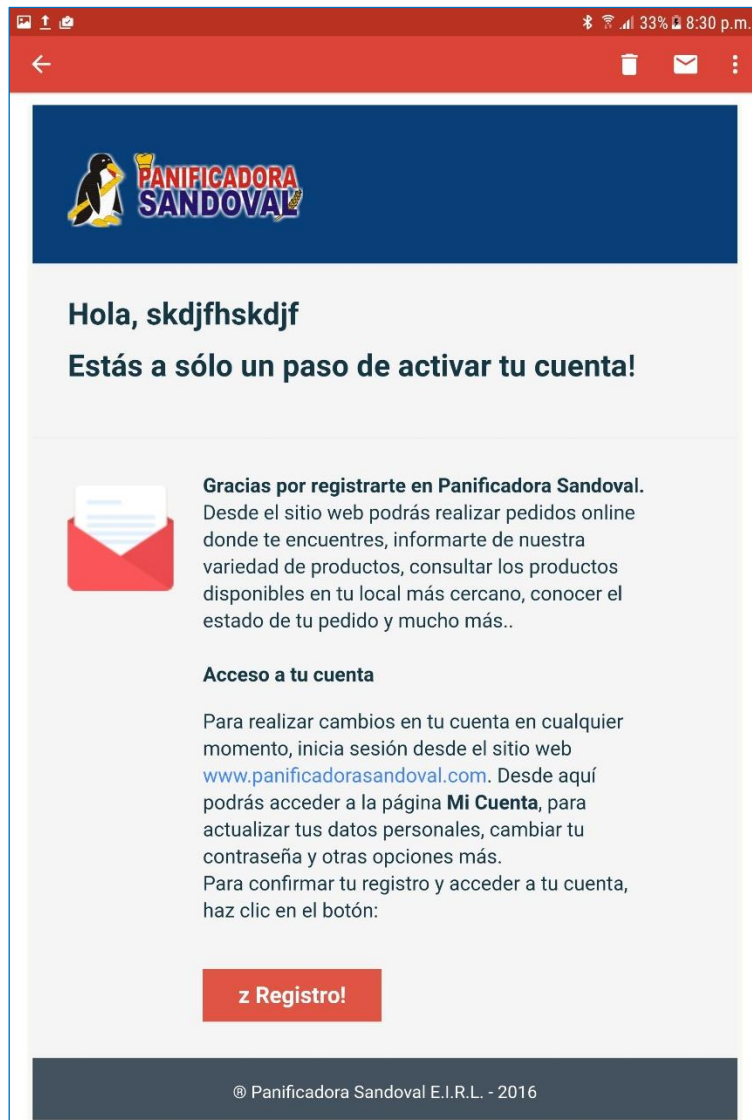 33% 8:30 p.m.
PANIFICADORA
SANDOVAL
Hola, skdjfhskdjf
Estás a sólo un paso de activar tu cuenta!
Gracias por registrarte en Panificadora Sandoval.
Desde el sitio web podrás realizar pedidos online
donde te encuentres, informarte de nuestra
variedad de productos, consultar los productos
disponibles en tu local más cercano, conocer el
estado de tu pedido y mucho más..
Acceso a tu cuenta
Para realizar cambios en tu cuenta en cualquier
momento, inicia sesión desde el sitio web
www.panificadorasandoval.com. Desde aquí
podrás acceder a la página Mi Cuenta, para
actualizar tus datos personales, cambiar tu
contraseña y otras opciones más.
Para confirmar tu registro y acceder a tu cuenta,
haz clic en el botón:
z Registro!
® Panificadora Sandoval E.I.R.L. - 2016